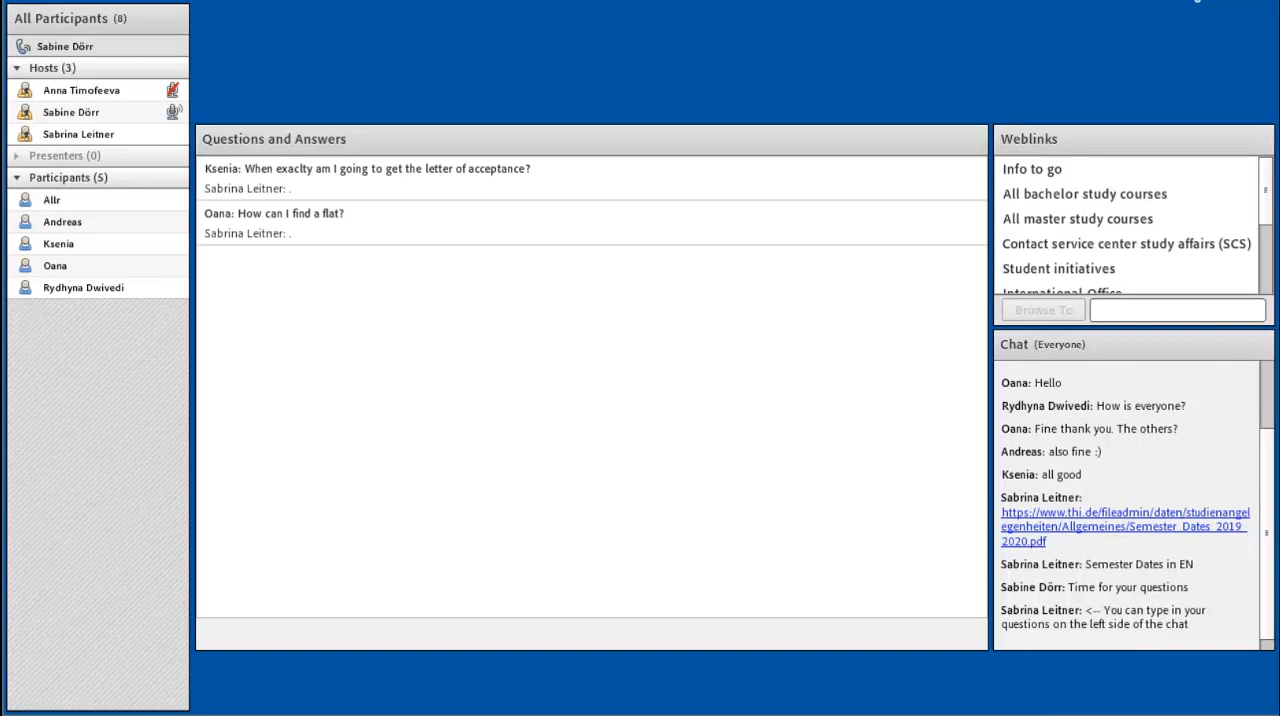 All Participants (8)
Sabine Dörr
Hosts (3)
Anna Timofeeva
Sabine Dörr
Sabrina Leitner
Presenters (0)
Participants (5)
Allr
Andreas
Ksenia
Oana
Rydhyna Dwivedi
Questions and Answers
Ksenia: When exaclty am I going to get the letter of acceptance?
Sabrina Leitner: .
Oana: How can I find a flat?
Sabrina Leitner: .
Weblinks
Info to go
All bachelor study courses
All master study courses
Contact service center study affairs (SCS)
Student initiatives
International Office
Browse To
Chat (Everyone)
Oana: Hello
Rydhyna Dwivedi: How is everyone?
Oana: Fine thank you. The others?
Andreas: also fine :)
Ksenia: all good
Sabrina Leitner:
https://www.thi.de/fileadmin/daten/studienangel
egenheiten/Allgemeines/Semester_Dates_2019_
2020.pdf
Sabrina Leitner: Semester Dates in EN
Sabine Dörr: Time for your questions
Sabrina Leitner: <-- You can type in your
questions on the left side of the chat